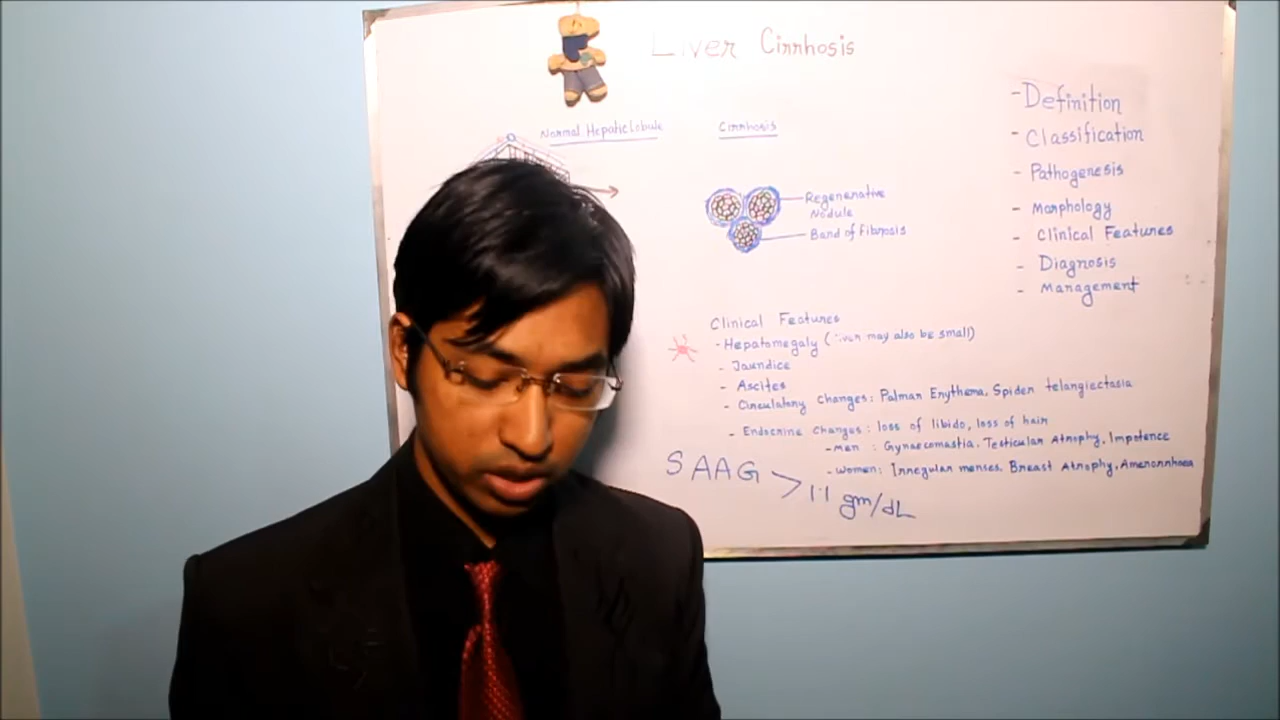 Liver Cirrhosis
Normal Hepatic lobule
Cirrhosis
Regenerative
Nodule
Band of Fibrosis
- Definition
- Classification
- Pathogenesis
- Morphology
- Clinical Features
- Diagnosis
- Management
Clinical Features
- Hepatomegaly (liver may also be small)
- Jaundice
- Ascites
- Circulatory changes: Palmar Erythema, Spider telangiectasia
- Endocrine changes: loss of libido, loss of hair
- men : Gynaecomastia, Testicular Atrophy, Impotence
- women: Irregular menses, Breast Atrophy, Amenorrhoea
SAAG > 1.1 gm/dL